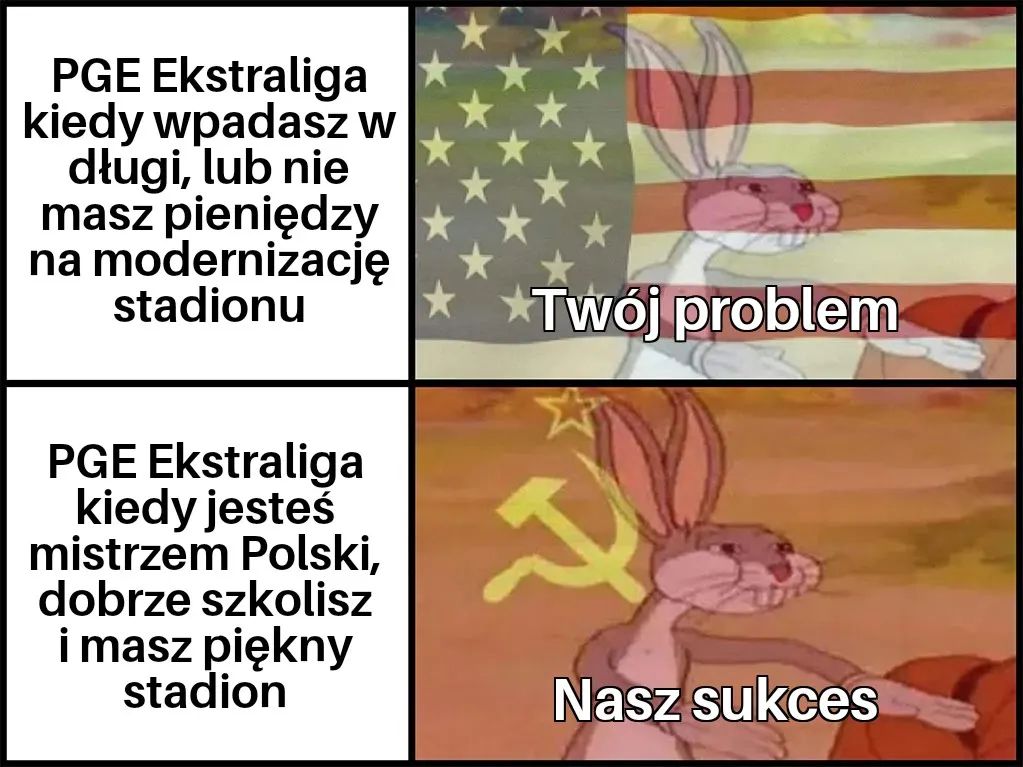 PGE Ekstraliga
kiedy wpadasz w
długi, lub nie
masz pieniędzy
na modernizację
stadionu
Twój problem
PGE Ekstraliga
kiedy jesteś
mistrzem Polski,
dobrze szkolisz
i masz piękny
stadion
Nasz sukces